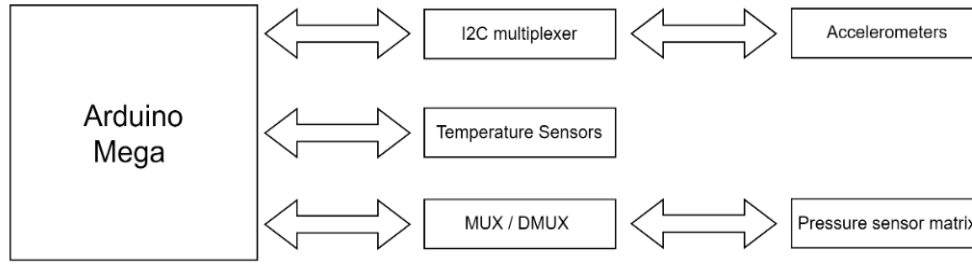 Arduino
Mega
I2C multiplexer
Accelerometers
Temperature Sensors
MUX / DMUX
Pressure sensor matrix